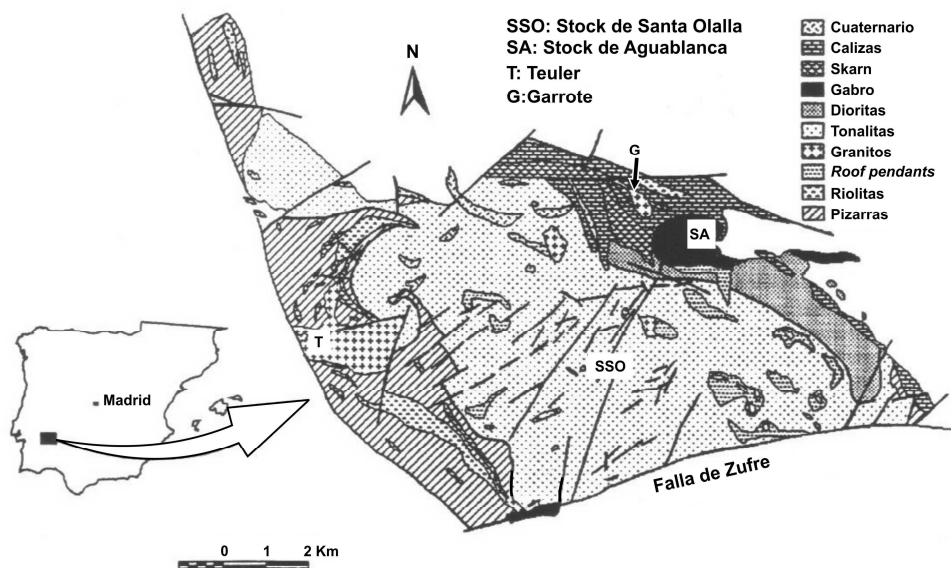 SSO: Stock de Santa Olalla
SA: Stock de Aguablanca
T: Teuler
G:Garrote
N
Cuaternario
Calizas
Skarn
Gabro
Dioritas
Tonalitas
Granitos
Roof pendants
Riolitas
Pizarras
G
SA
T
SSO
Madrid
Falla de Zufre
0 1 2 Km